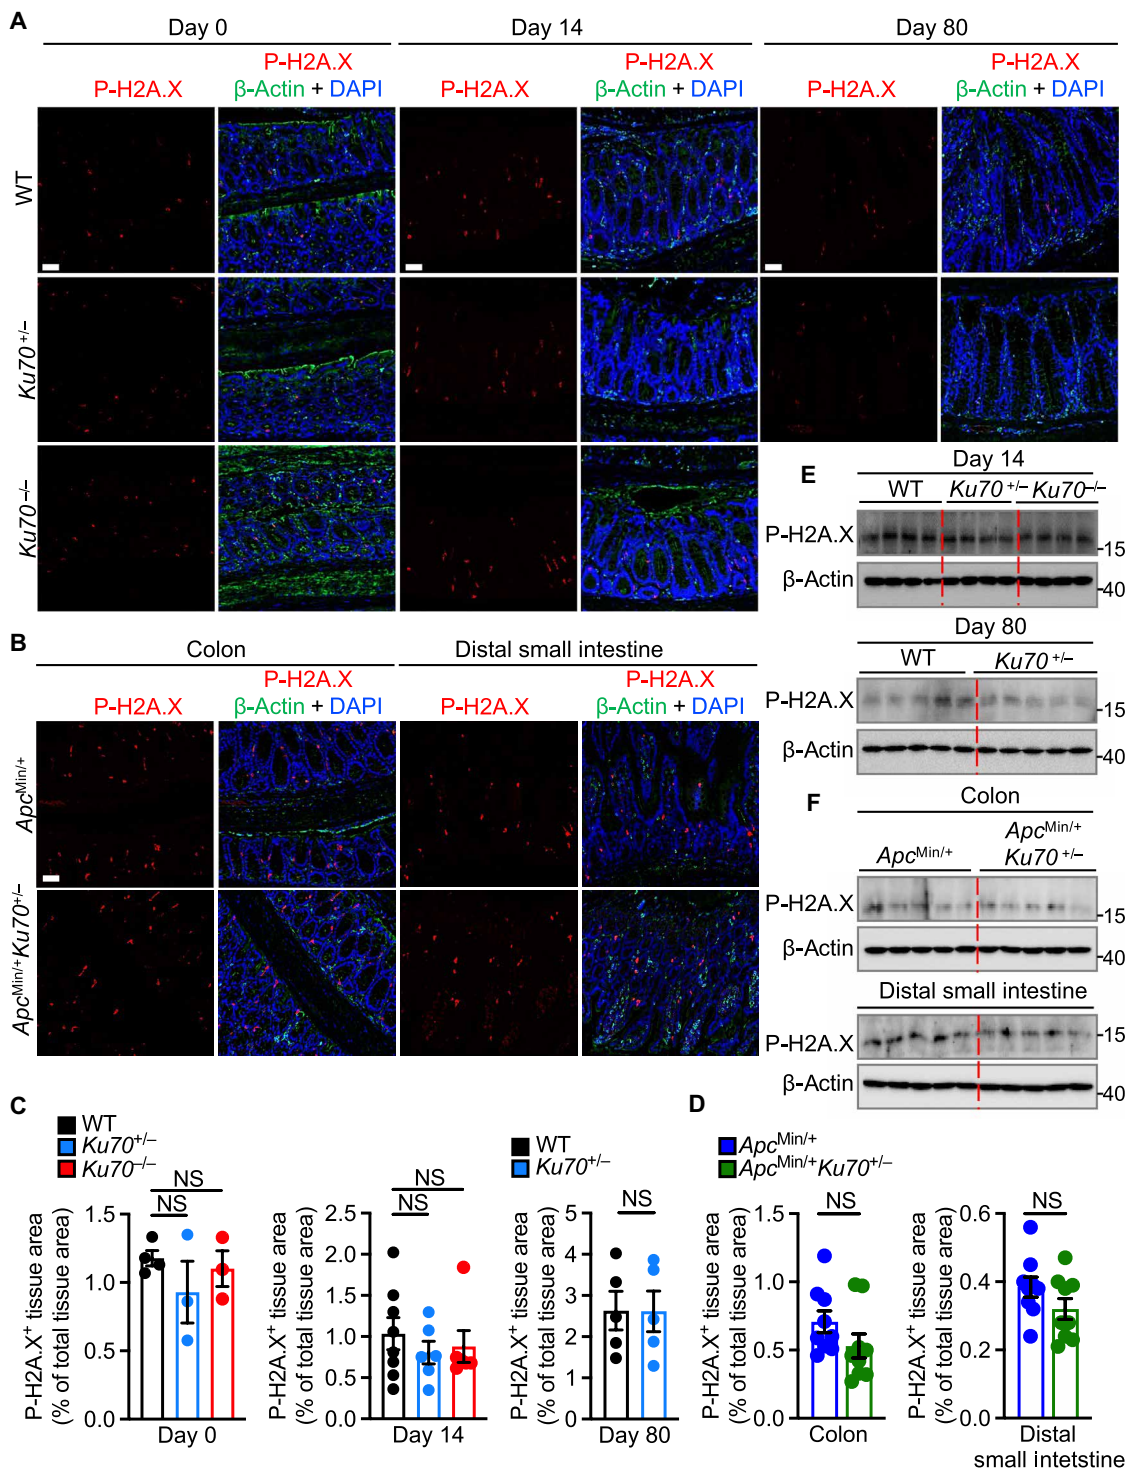 A
Day 0
Day 14
Day 80
P-H2A.X
P-H2A.X
β-Actin + DAPI
P-H2A.X
P-H2A.X
β-Actin + DAPI
P-H2A.X
P-H2A.X
β-Actin + DAPI
WT
Ku70+/–
Ku70–/–
B
Colon
Distal small intestine
P-H2A.X
P-H2A.X
β-Actin + DAPI
P-H2A.X
P-H2A.X
β-Actin + DAPI
ApcMin/+
ApcMin/+Ku70+/–
E
Day 14
WT
Ku70+/–
Ku70–/–
P-H2A.X
15
β-Actin
40
Day 80
WT
Ku70+/–
P-H2A.X
15
β-Actin
40
F
Colon
ApcMin/+
ApcMin/+
Ku70+/–
P-H2A.X
15
β-Actin
40
Distal small intestine
P-H2A.X
15
β-Actin
40
C
WT
Ku70+/–
Ku70–/–
P-H2A.X+ tissue area
(% of total tissue area)
1.5
1.0
0.5
0.0
NS
NS
Day 0
P-H2A.X+ tissue area
(% of total tissue area)
2.5
2.0
1.5
1.0
0.5
0.0
NS
NS
Day 14
WT
Ku70+/–
P-H2A.X+ tissue area
(% of total tissue area)
5
4
3
2
1
0
NS
Day 80
D
ApcMin/+
ApcMin/+Ku70+/–
P-H2A.X+ tissue area
(% of total tissue area)
1.5
1.0
0.5
0.0
NS
Colon
P-H2A.X+ tissue area
(% of total tissue area)
0.6
0.4
0.2
0.0
NS
Distal
small intetstine